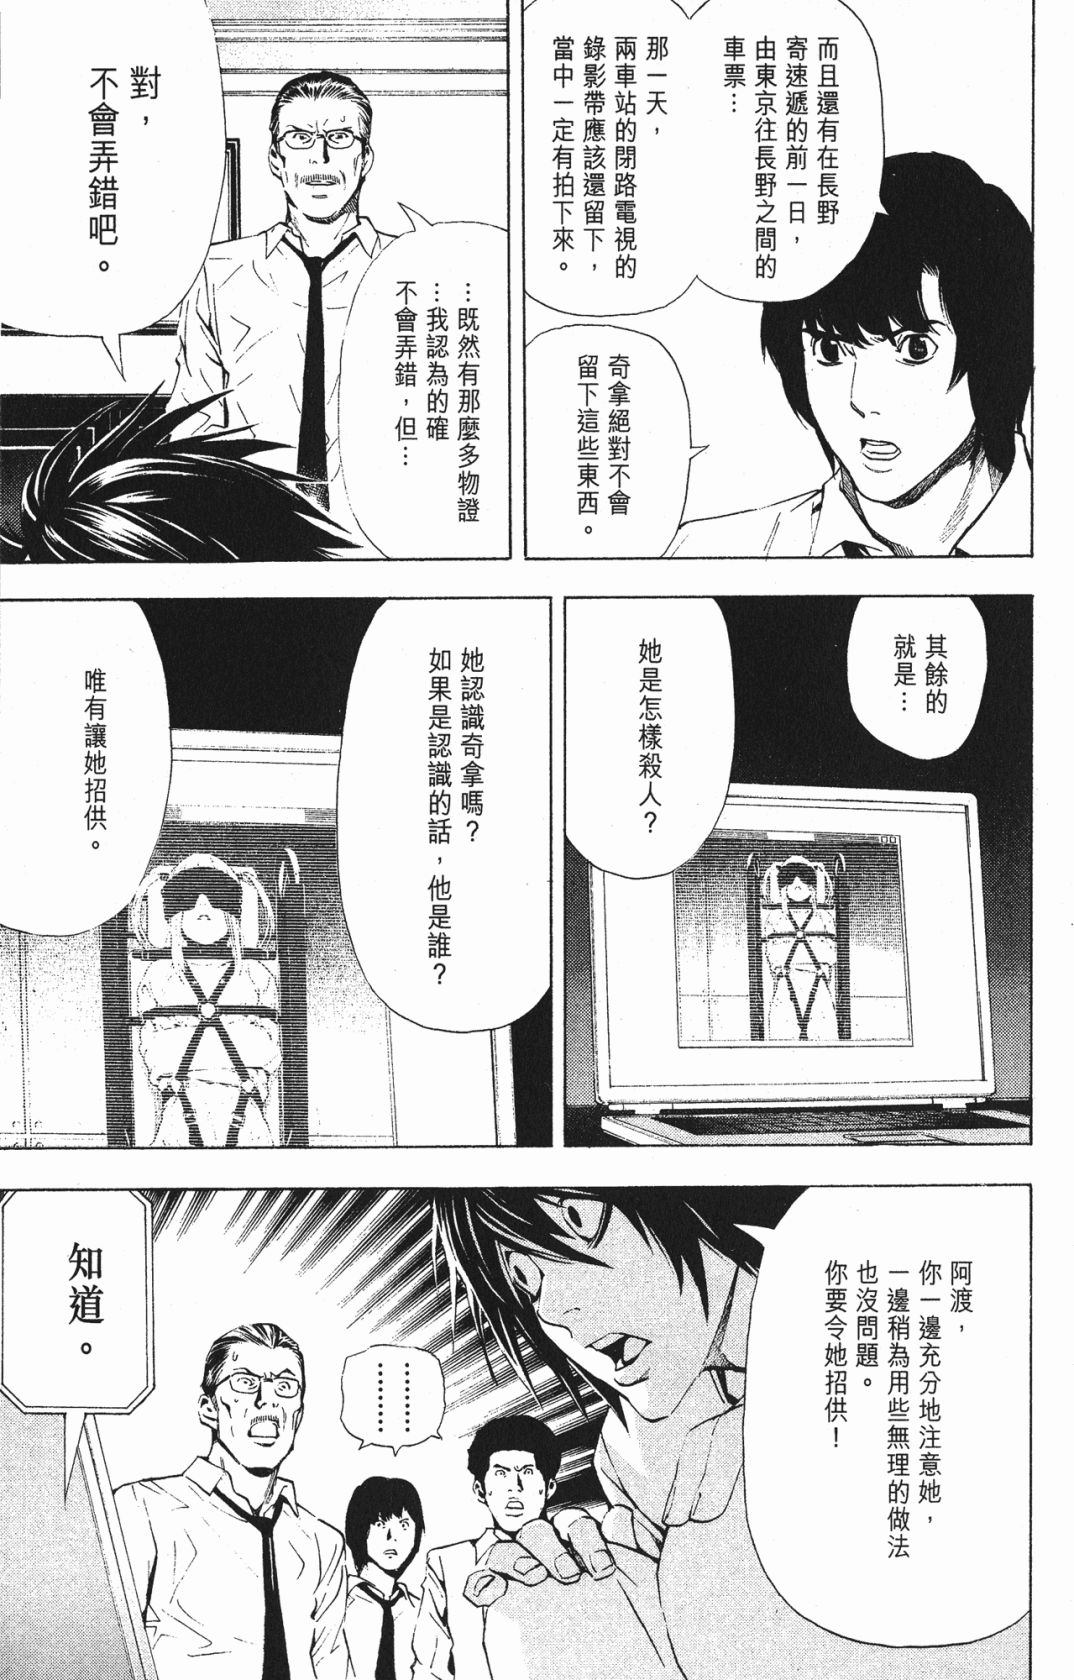 而且還有在長野
寄速遞的前一日，
由東京往長野之間的
車票…
那一天，
兩車站的閉路電視的
錄影帶應該還留下，
當中一定有拍下來。
奇拿絕對不會
留下這些東西。
…既然有那麼多物證
…我認為的確
不會弄錯，但…
對，
不會弄錯吧。
其餘的
就是…
她是怎樣殺人？
她認識奇拿嗎？
如果是認識的話，他是誰？
唯有讓她招供。
阿渡，
你一邊充分地注意她，
一邊稍為用些無理的做法
也沒問題。
你要令她招供！
………
………
知道。